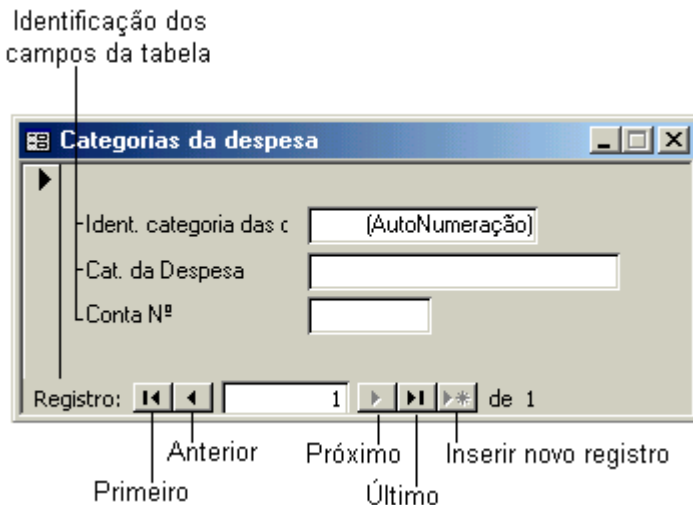 Identificação dos
campos da tabela
Categorias da despesa
Ident. categoria das c
(AutoNumeração)
Cat. da Despesa
Conta Nº
Registro: 1 de 1
Anterior
Próximo
Inserir novo registro
Primeiro
Último